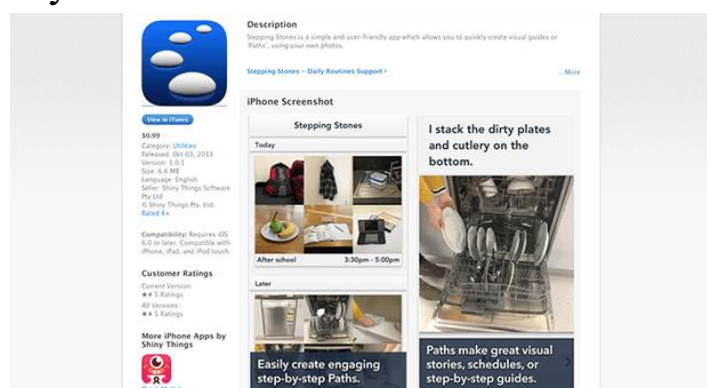 Description
Stepping Stones is a simple and user-friendly app which allows you to quickly create visual guides or
'Paths', using your own photos.
Stepping Stones - Daily Routines Support
...More
iPhone Screenshot
View in iTunes
$0.99
Category: Utilities
Released: Oct 03, 2013
Version: 1.0.1
Size: 6.6 MB
Language: English
Seller: Shiny Things Software
Pty Ltd
© Shiny Things Pty. Ltd.
Rated 4+
Compatibility: Requires iOS
6.0 or later. Compatible with
iPhone, iPad, and iPod touch.
Customer Ratings
Current Version:
5 Ratings
All Versions:
5 Ratings
More iPhone Apps by
Shiny Things
Stepping Stones
Today
After school 3:30pm - 5:00pm
Later
Easily create engaging
step-by-step Paths.
I stack the dirty plates
and cutlery on the
bottom.
Paths make great visual
stories, schedules, or
step-by-step guides.